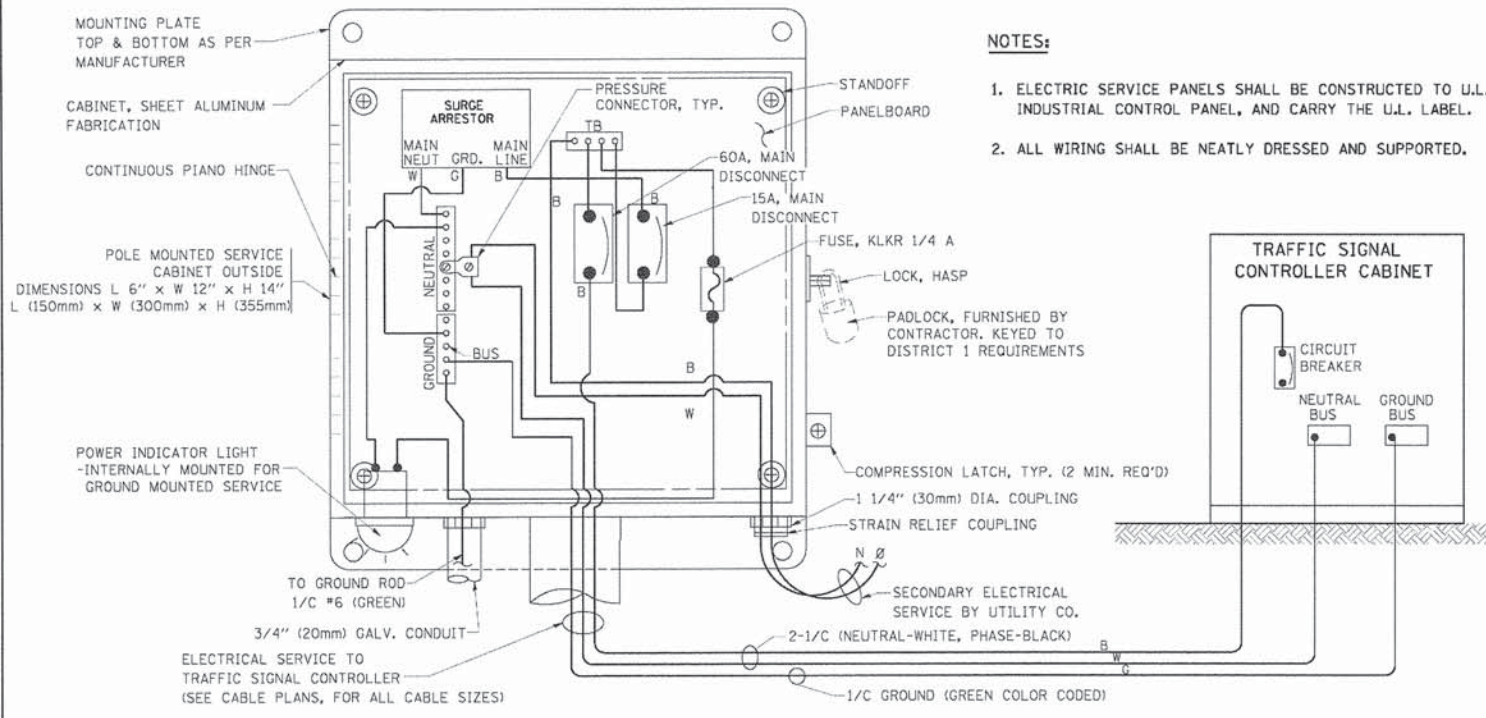 MOUNTING PLATE
TOP & BOTTOM AS PER
MANUFACTURER
CABINET, SHEET ALUMINUM
FABRICATION
CONTINUOUS PIANO HINGE
POLE MOUNTED SERVICE
CABINET OUTSIDE
DIMENSIONS L 6" x W 12" x H 14"
L (150mm) x W (300mm) x H (355mm)
POWER INDICATOR LIGHT
-INTERNALLY MOUNTED FOR
GROUND MOUNTED SERVICE
SURGE
ARRESTOR
MAIN
NEUT
GRD.
MAIN
LINE
W
G
B
PRESSURE
CONNECTOR, TYP.
TB
STANDOFF
PANELBOARD
60A, MAIN
DISCONNECT
15A, MAIN
DISCONNECT
B
B
B
FUSE, KLKR 1/4 A
LOCK, HASP
PADLOCK, FURNISHED BY
CONTRACTOR. KEYED TO
DISTRICT 1 REQUIREMENTS
NEUTRAL
GROUND
BUS
B
W
COMPRESSION LATCH, TYP. (2 MIN. REQ'D)
1 1/4" (30mm) DIA. COUPLING
STRAIN RELIEF COUPLING
N Ø
SECONDARY ELECTRICAL
SERVICE BY UTILITY CO.
TO GROUND ROD
1/C #6 (GREEN)
3/4" (20mm) GALV. CONDUIT
ELECTRICAL SERVICE TO
TRAFFIC SIGNAL CONTROLLER
(SEE CABLE PLANS, FOR ALL CABLE SIZES)
2-1/C (NEUTRAL-WHITE, PHASE-BLACK)
B
W
G
1/C GROUND (GREEN COLOR CODED)
NOTES:
1. ELECTRIC SERVICE PANELS SHALL BE CONSTRUCTED TO U.L.
INDUSTRIAL CONTROL PANEL, AND CARRY THE U.L. LABEL.
2. ALL WIRING SHALL BE NEATLY DRESSED AND SUPPORTED.
TRAFFIC SIGNAL
CONTROLLER CABINET
CIRCUIT
BREAKER
NEUTRAL
BUS
GROUND
BUS